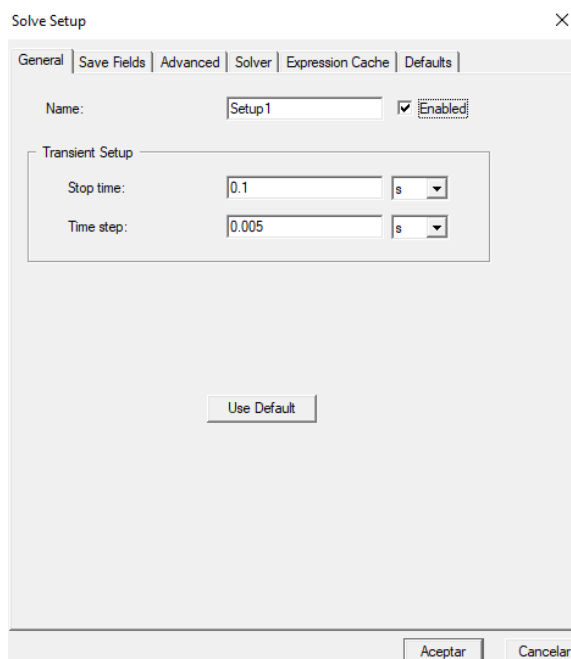 Solve Setup
General Save Fields Advanced Solver Expression Cache Defaults
Name: Setup1 Enabled
Transient Setup
Stop time: 0.1 s
Time step: 0.005 s
Use Default
Aceptar Cancelar